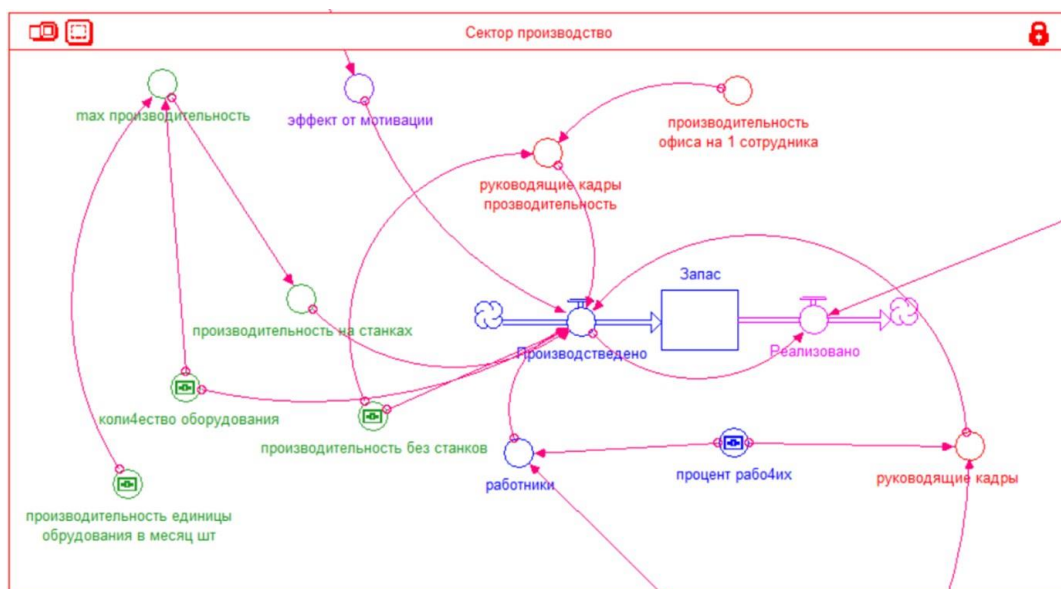 Сектор производство
max производительность
эффект от мотивации
производительность
офиса на 1 сотрудника
руководящие кадры
прозводительность
Запас
производительность на станках
Производстведено
Реализовано
коли4ество оборудования
производительность без станков
работники
процент рабо4их
руководящие кадры
производительность единицы
обрудования в месяц шт